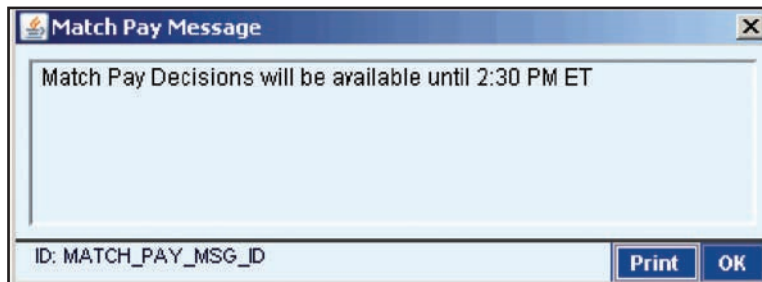 Match Pay Message
Match Pay Decisions will be available until 2:30 PM ET
ID: MATCH_PAY_MSG_ID
Print OK